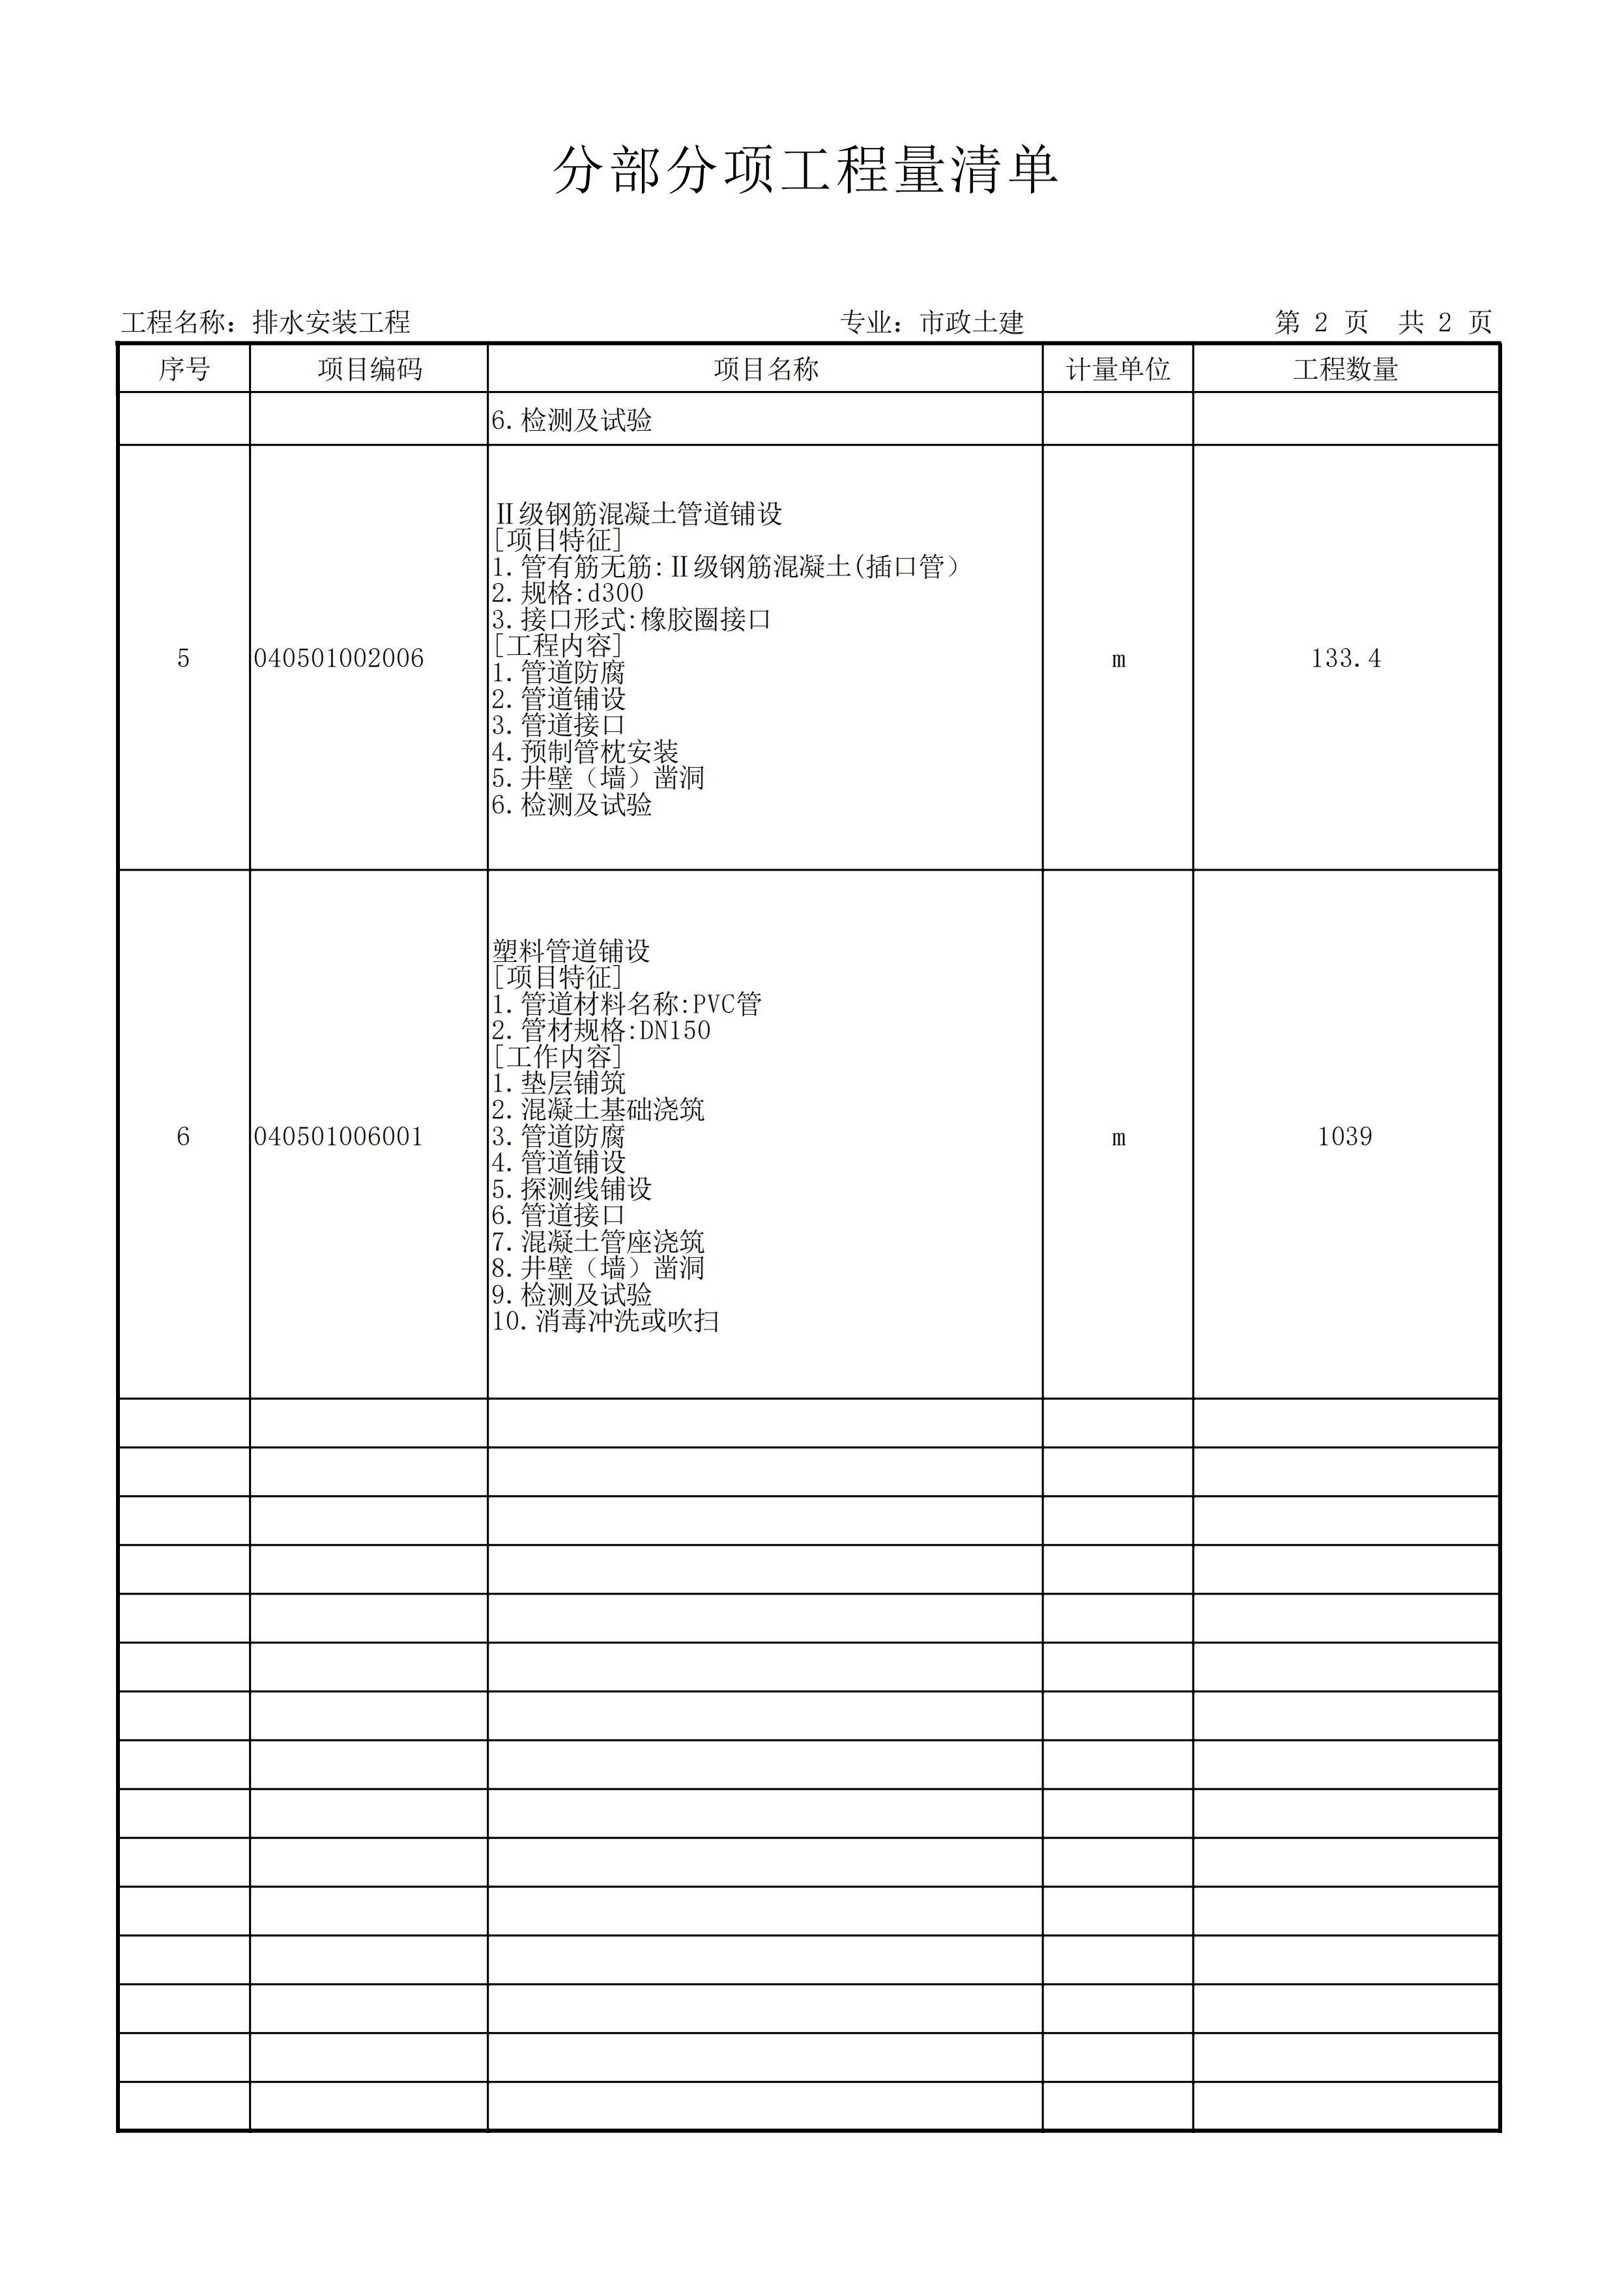 分部分项工程量清单
工程名称：排水安装工程 专业：市政土建 第 2 页 共 2 页
序号 项目编码 项目名称 计量单位 工程数量
6.检测及试验
Ⅱ级钢筋混凝土管道铺设
[项目特征]
1.管有筋无筋:Ⅱ级钢筋混凝土(插口管）
2.规格:d300
3.接口形式:橡胶圈接口
[工程内容]
5 040501002006 m 133.4
1.管道防腐
2.管道铺设
3.管道接口
4.预制管枕安装
5.井壁（墙）凿洞
6.检测及试验
塑料管道铺设
[项目特征]
1.管道材料名称:PVC管
2.管材规格:DN150
[工作内容]
1.垫层铺筑
2.混凝土基础浇筑
6 040501006001 3.管道防腐 m 1039
4.管道铺设
5.探测线铺设
6.管道接口
7.混凝土管座浇筑
8.井壁（墙）凿洞
9.检测及试验
10.消毒冲洗或吹扫